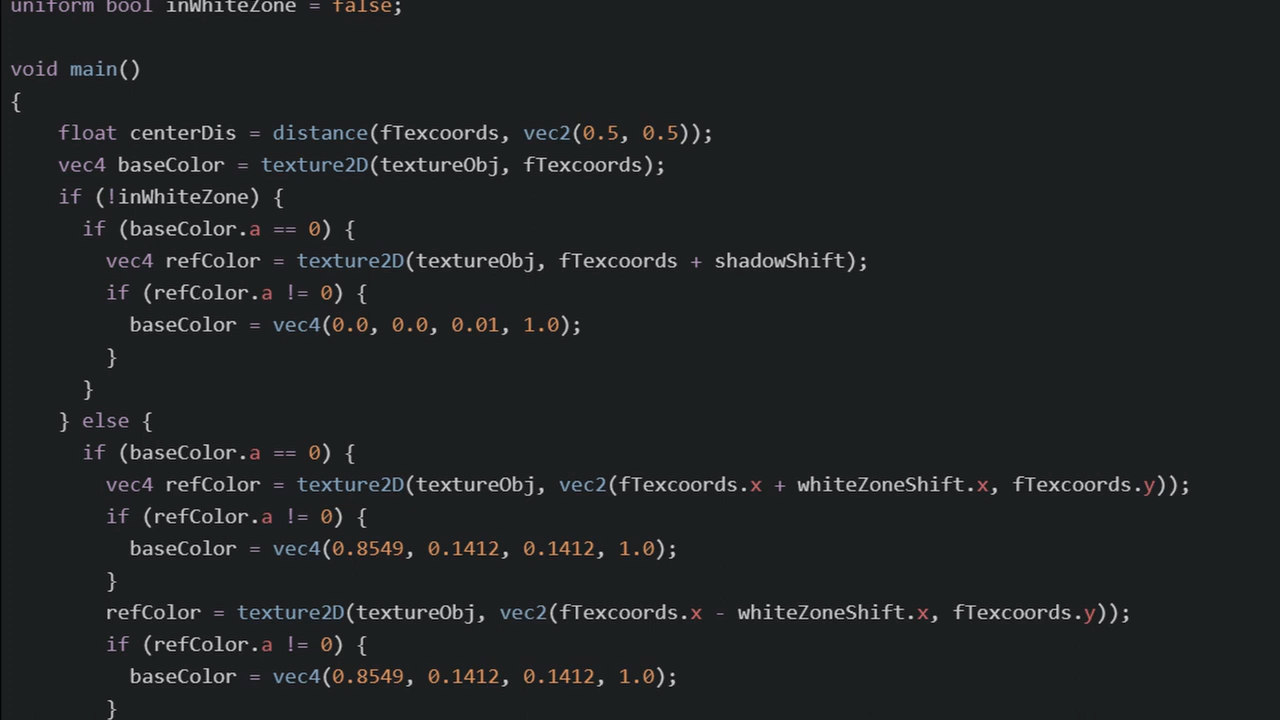 uniform bool inWhiteZone = false;
void main()
{
    float centerDis = distance(fTexcoords, vec2(0.5, 0.5));
    vec4 baseColor = texture2D(textureObj, fTexcoords);
    if (!inWhiteZone) {
      if (baseColor.a == 0) {
        vec4 refColor = texture2D(textureObj, fTexcoords + shadowShift);
        if (refColor.a != 0) {
          baseColor = vec4(0.0, 0.0, 0.01, 1.0);
        }
      }
    } else {
      if (baseColor.a == 0) {
        vec4 refColor = texture2D(textureObj, vec2(fTexcoords.x + whiteZoneShift.x, fTexcoords.y));
        if (refColor.a != 0) {
          baseColor = vec4(0.8549, 0.1412, 0.1412, 1.0);
        }
        refColor = texture2D(textureObj, vec2(fTexcoords.x - whiteZoneShift.x, fTexcoords.y));
        if (refColor.a != 0) {
          baseColor = vec4(0.8549, 0.1412, 0.1412, 1.0);
        }